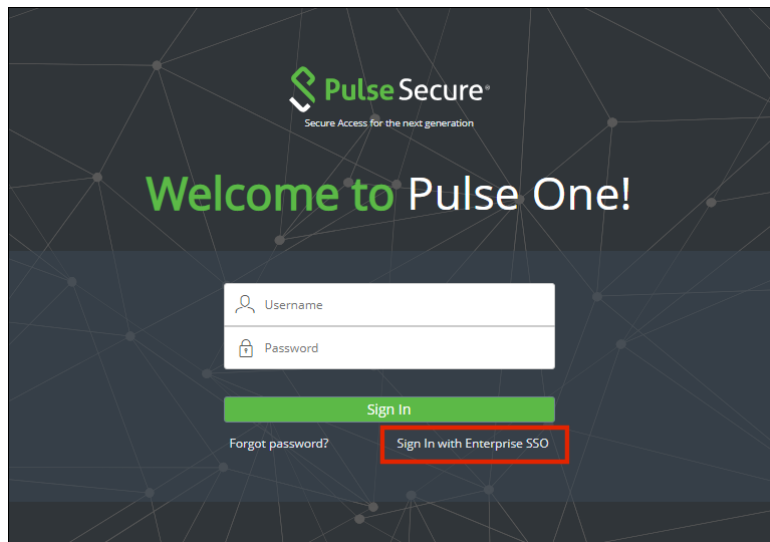 Pulse Secure®
Secure Access for the next generation
Welcome to Pulse One!
Username
Password
Sign In
Forgot password? Sign In with Enterprise SSO